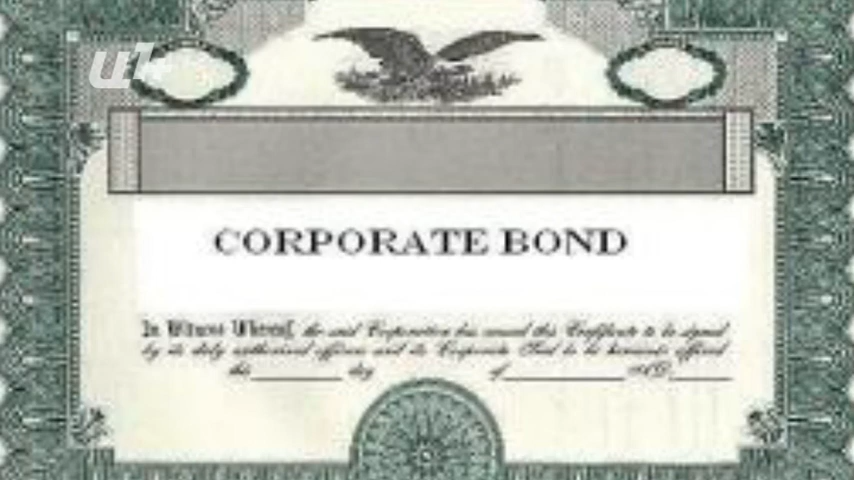 uk
CORPORATE BOND
In Witness Whereof, the said Corporation has caused this Certificate to be signed
by its duly authorized officers and its Corporate Seal to be hereunto affixed
this day of A.D.